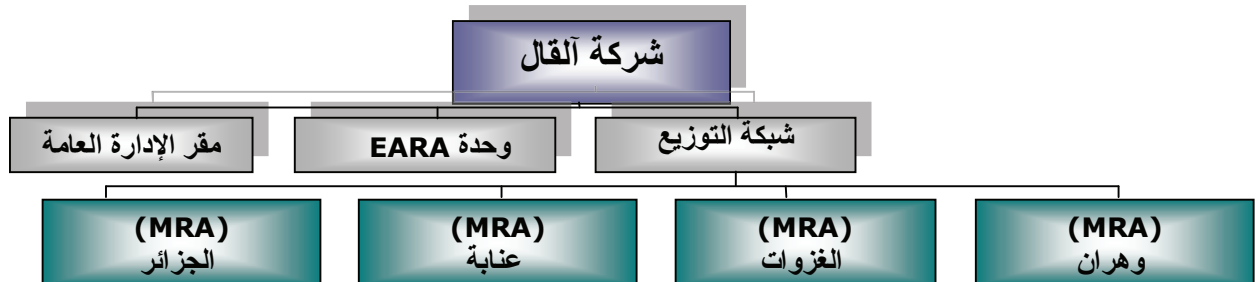 شركة آلقال
شبكة التوزيع
وحدة EARA
مقر الإدارة العامة
(MRA)
وهران
(MRA)
الغزوات
(MRA)
عنابة
(MRA)
الجزائر